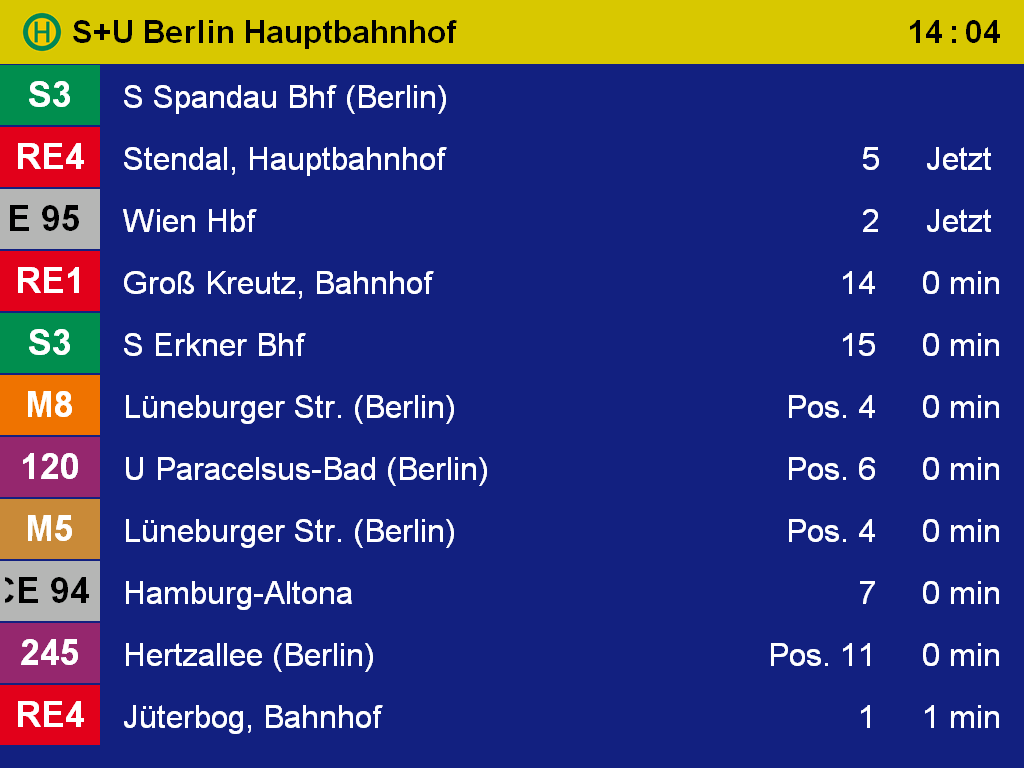 H S+U Berlin Hauptbahnhof 14 : 04
S3 S Spandau Bhf (Berlin)
RE4 Stendal, Hauptbahnhof 5 Jetzt
E 95 Wien Hbf 2 Jetzt
RE1 Groß Kreutz, Bahnhof 14 0 min
S3 S Erkner Bhf 15 0 min
M8 Lüneburger Str. (Berlin) Pos. 4 0 min
120 U Paracelsus-Bad (Berlin) Pos. 6 0 min
M5 Lüneburger Str. (Berlin) Pos. 4 0 min
CE 94 Hamburg-Altona 7 0 min
245 Hertzallee (Berlin) Pos. 11 0 min
RE4 Jüterbog, Bahnhof 1 1 min